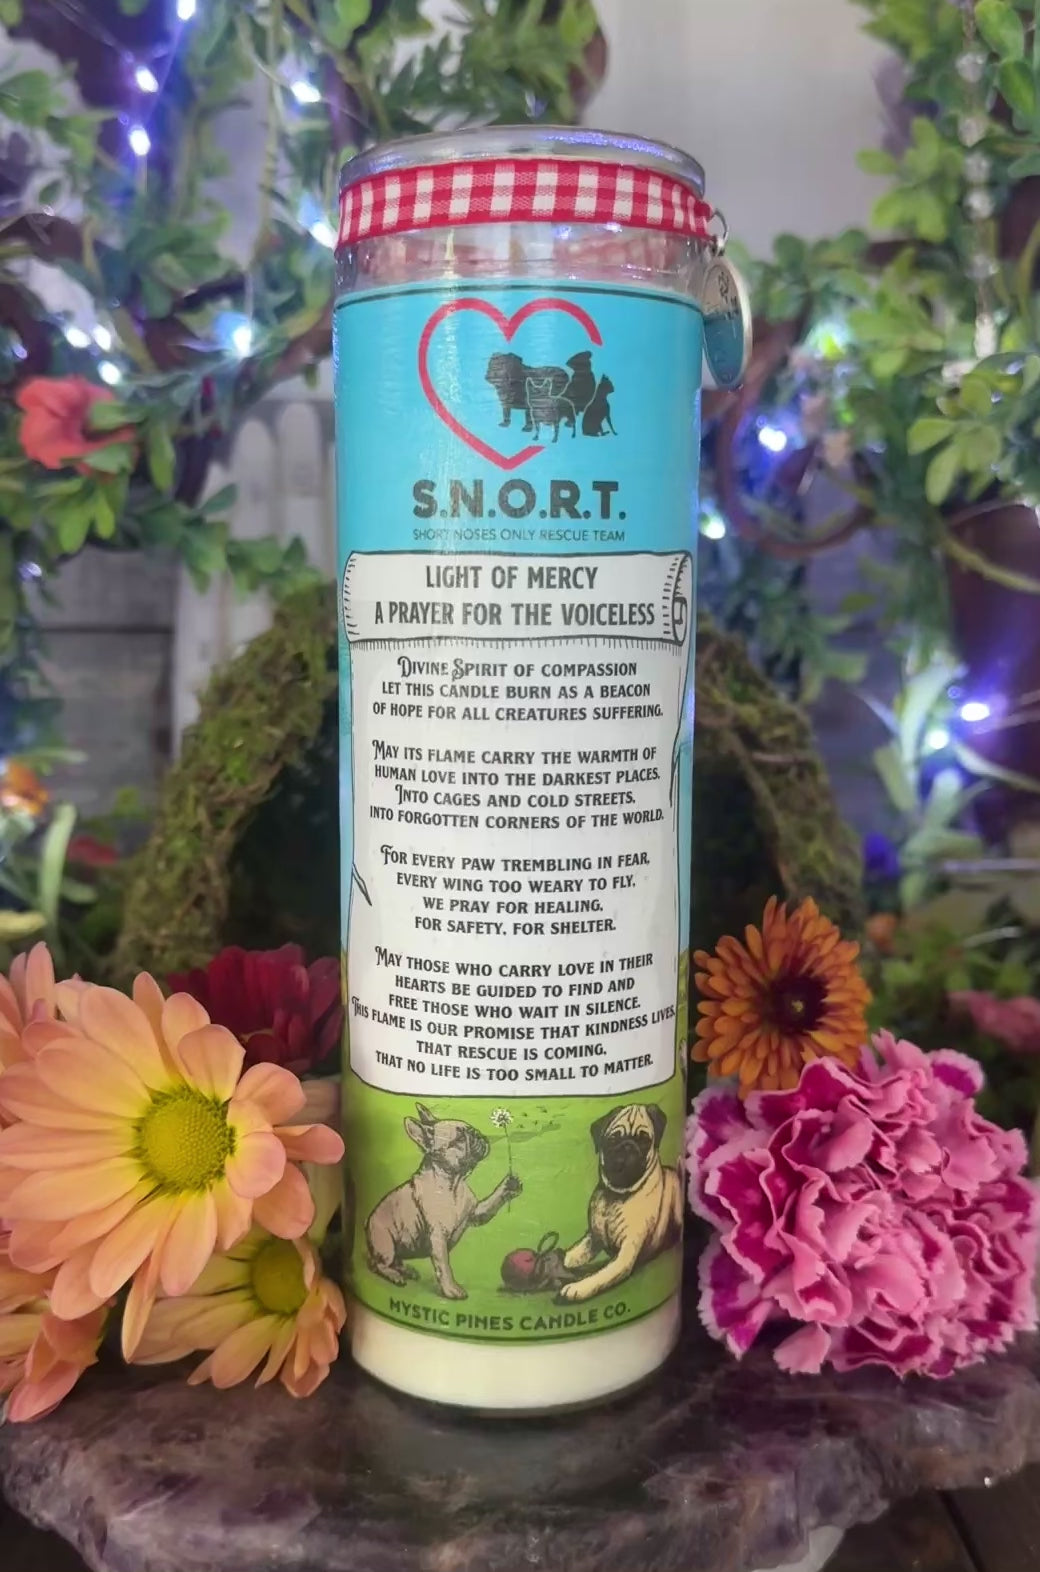 S.N.O.R.T.
SHORT NOSES ONLY RESCUE TEAM
LIGHT OF MERCY
A PRAYER FOR THE VOICELESS
DIVINE SPIRIT OF COMPASSION
LET THIS CANDLE BURN AS A BEACON
OF HOPE FOR ALL CREATURES SUFFERING.
MAY ITS FLAME CARRY THE WARMTH OF
HUMAN LOVE INTO THE DARKEST PLACES.
INTO CAGES AND COLD STREETS.
INTO FORGOTTEN CORNERS OF THE WORLD.
FOR EVERY PAW TREMBLING IN FEAR,
EVERY WING TOO WEARY TO FLY,
WE PRAY FOR HEALING,
FOR SAFETY, FOR SHELTER.
MAY THOSE WHO CARRY LOVE IN THEIR
HEARTS BE GUIDED TO FIND AND
FREE THOSE WHO WAIT IN SILENCE.
THIS FLAME IS OUR PROMISE THAT KINDNESS LIVES,
THAT RESCUE IS COMING,
THAT NO LIFE IS TOO SMALL TO MATTER.
MYSTIC PINES CANDLE CO.